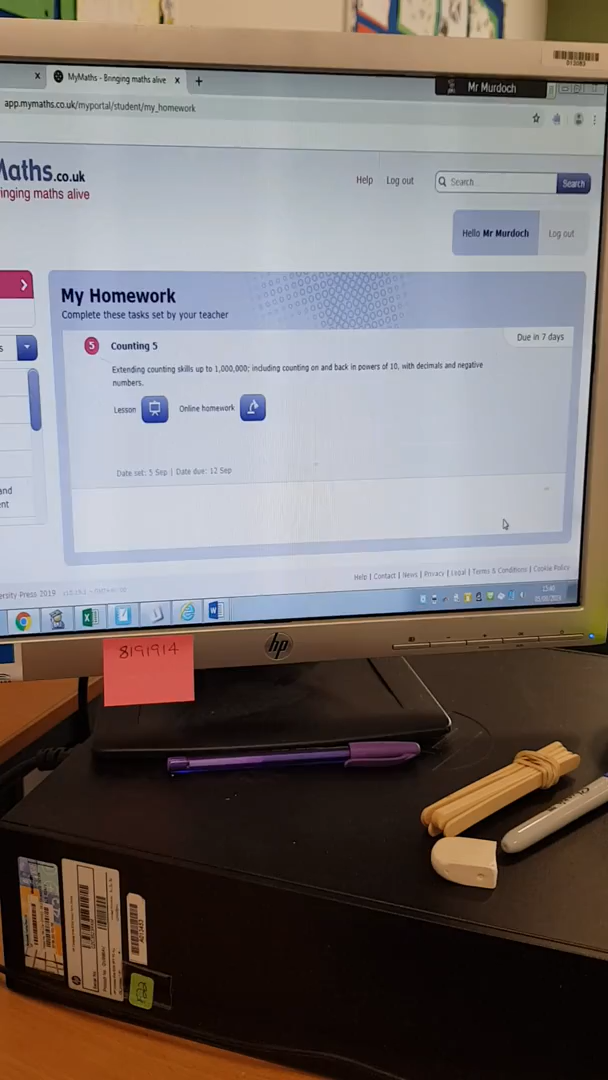 MyMaths - Bringing maths alive
Mr Murdoch
app.mymaths.co.uk/myportal/student/my_homework
Maths.co.uk
inging maths alive
Help
Log out
Search
Search
Hello Mr Murdoch
Log out
My Homework
Complete these tasks set by your teacher
Due in 7 days
5
Counting 5
Extending counting skills up to 1,000,000; including counting on and back in powers of 10, with decimals and negative
numbers.
Lesson
Online homework
Date set: 5 Sep | Date due: 12 Sep
and
nt
Help | Contact | News | Privacy | Legal | Terms & Conditions | Cookie Policy
ersity Press 2019
15:40
hp
8191914